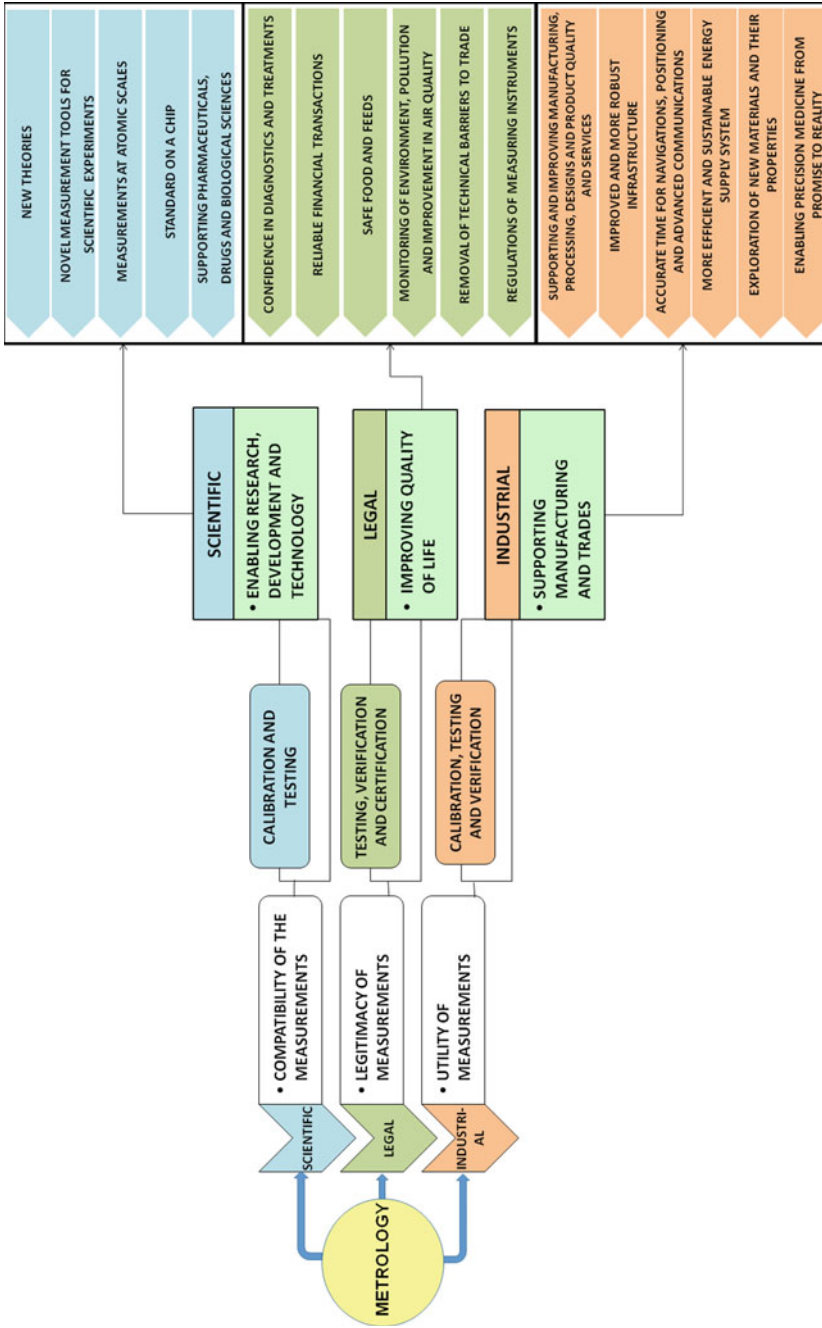 METROLOGY
SCIENTIFIC
• COMPATIBILITY OF THE
MEASUREMENTS
LEGAL
• LEGITIMACY OF
MEASUREMENTS
INDUSTRI-
AL
• UTILITY OF
MEASUREMENTS
CALIBRATION AND
TESTING
TESTING, VERIFICATION
AND CERTIFICATION
CALIBRATION, TESTING
AND VERIFICATION
SCIENTIFIC
• ENABLING RESEARCH,
DEVELOPMENT AND
TECHNOLOGY
LEGAL
• IMPROVING QUALITY
OF LIFE
INDUSTRIAL
• SUPPORTING
MANUFACTURING
AND TRADES
NEW THEORIES
NOVEL MEASUREMENT TOOLS FOR
SCIENTIFIC EXPERIMENTS
MEASUREMENTS AT ATOMIC SCALES
STANDARD ON A CHIP
SUPPORTING PHARMACEUTICALS,
DRUGS AND BIOLOGICAL SCIENCES
CONFIDENCE IN DIAGNOSTICS AND TREATMENTS
RELIABLE FINANCIAL TRANSACTIONS
SAFE FOOD AND FEEDS
MONITORING OF ENVIRONMENT, POLLUTION
AND IMPROVEMENT IN AIR QUALITY
REMOVAL OF TECHNICAL BARRIERS TO TRADE
REGULATIONS OF MEASURING INSTRUMENTS
SUPPORTING AND IMPROVING MANUFACTURING,
PROCESSING, DESIGNS AND PRODUCT QUALITY
AND SERVICES
IMPROVED AND MORE ROBUST
INFRASTRUCTURE
ACCURATE TIME FOR NAVIGATIONS, POSITIONING
AND ADVANCED COMMUNICATIONS
MORE EFFICIENT AND SUSTAINABLE ENERGY
SUPPLY SYSTEM
EXPLORATION OF NEW MATERIALS AND THEIR
PROPERTIES
ENABLING PRECISION MEDICINE FROM
PROMISE TO REALITY